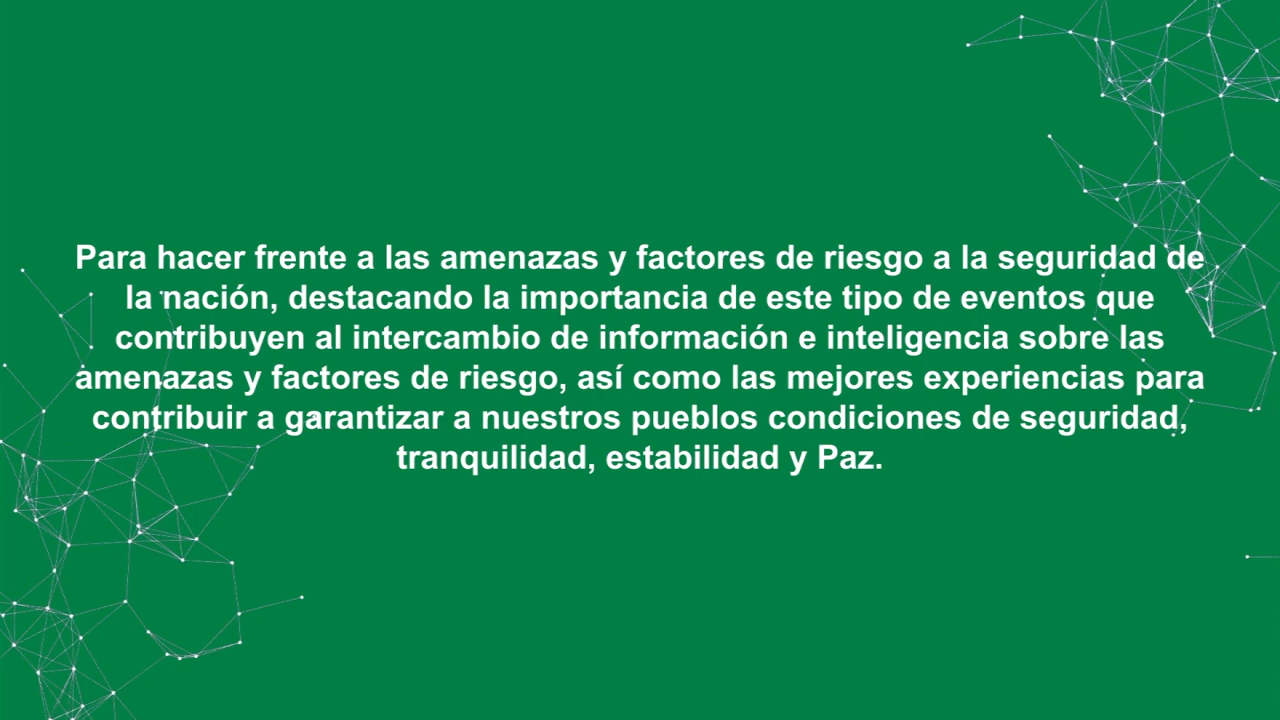 Para hacer frente a las amenazas y factores de riesgo a la seguridad de
la nación, destacando la importancia de este tipo de eventos que
contribuyen al intercambio de información e inteligencia sobre las
amenazas y factores de riesgo, así como las mejores experiencias para
contribuir a garantizar a nuestros pueblos condiciones de seguridad,
tranquilidad, estabilidad y Paz.